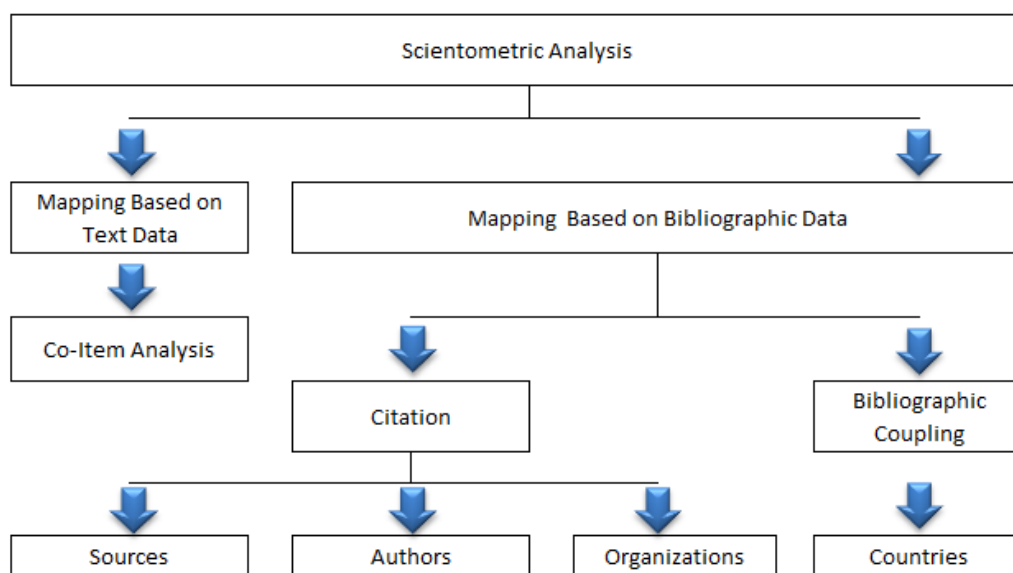 Scientometric Analysis
Mapping Based on
Text Data
Mapping Based on Bibliographic Data
Co-Item Analysis
Citation
Bibliographic
Coupling
Sources
Authors
Organizations
Countries